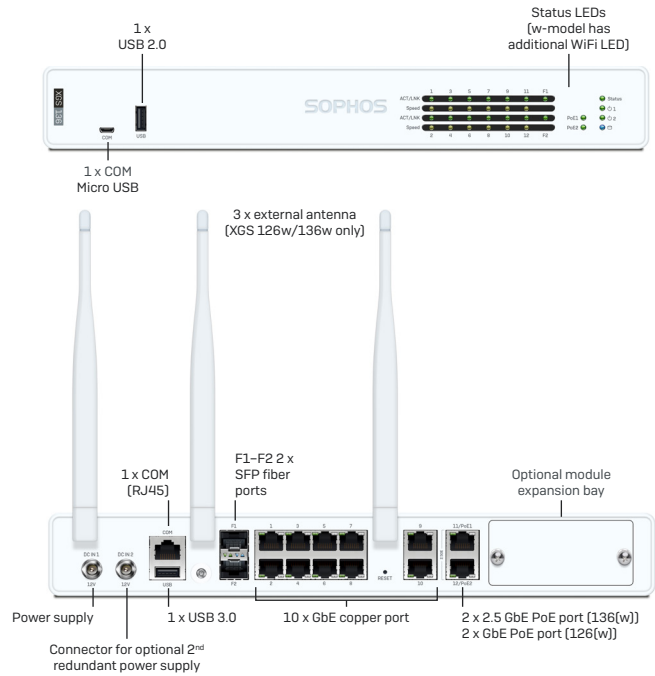 1 x
USB 2.0
Status LEDs
(w-model has
additional WiFi LED)
XGS 136
COM
USB
SOPHOS
1 3 5 7 9 11 F1
ACT/LNK
Speed
ACT/LNK
Speed
2 4 6 8 10 12 F2
PoE1
PoE2
Status
1
2
1 x COM
Micro USB
3 x external antenna
(XGS 126w/136w only)
1 x COM
(RJ45)
F1–F2 2 x
SFP fiber
ports
Optional module
expansion bay
DC IN 1
12V
DC IN 2
12V
COM
USB
F1
F2
1 3 5 7
2 4 6 8
RESET
9
10
11/PoE1
12/PoE2
Power supply
1 x USB 3.0
10 x GbE copper port
2 x 2.5 GbE PoE port (136(w))
2 x GbE PoE port (126(w))
Connector for optional 2nd
redundant power supply